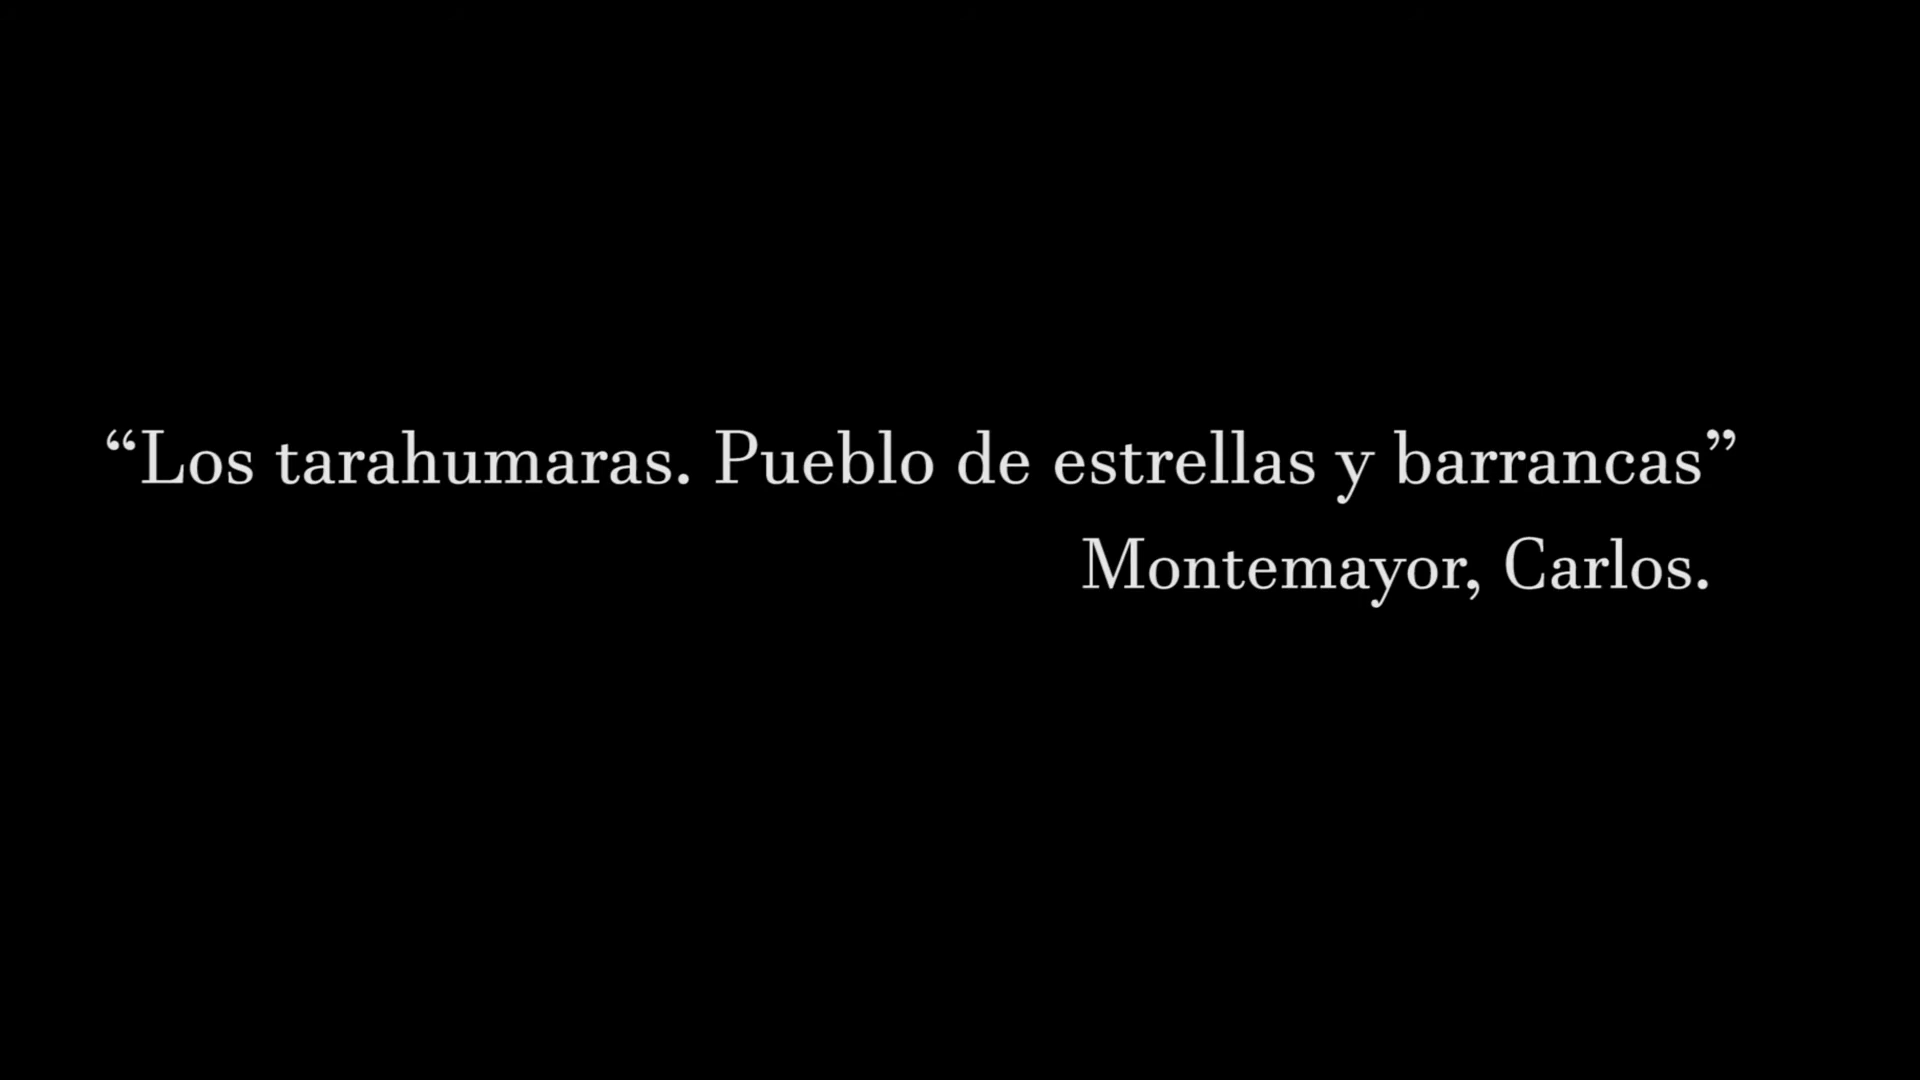 “Los tarahumaras. Pueblo de estrellas y barrancas”
Montemayor, Carlos.